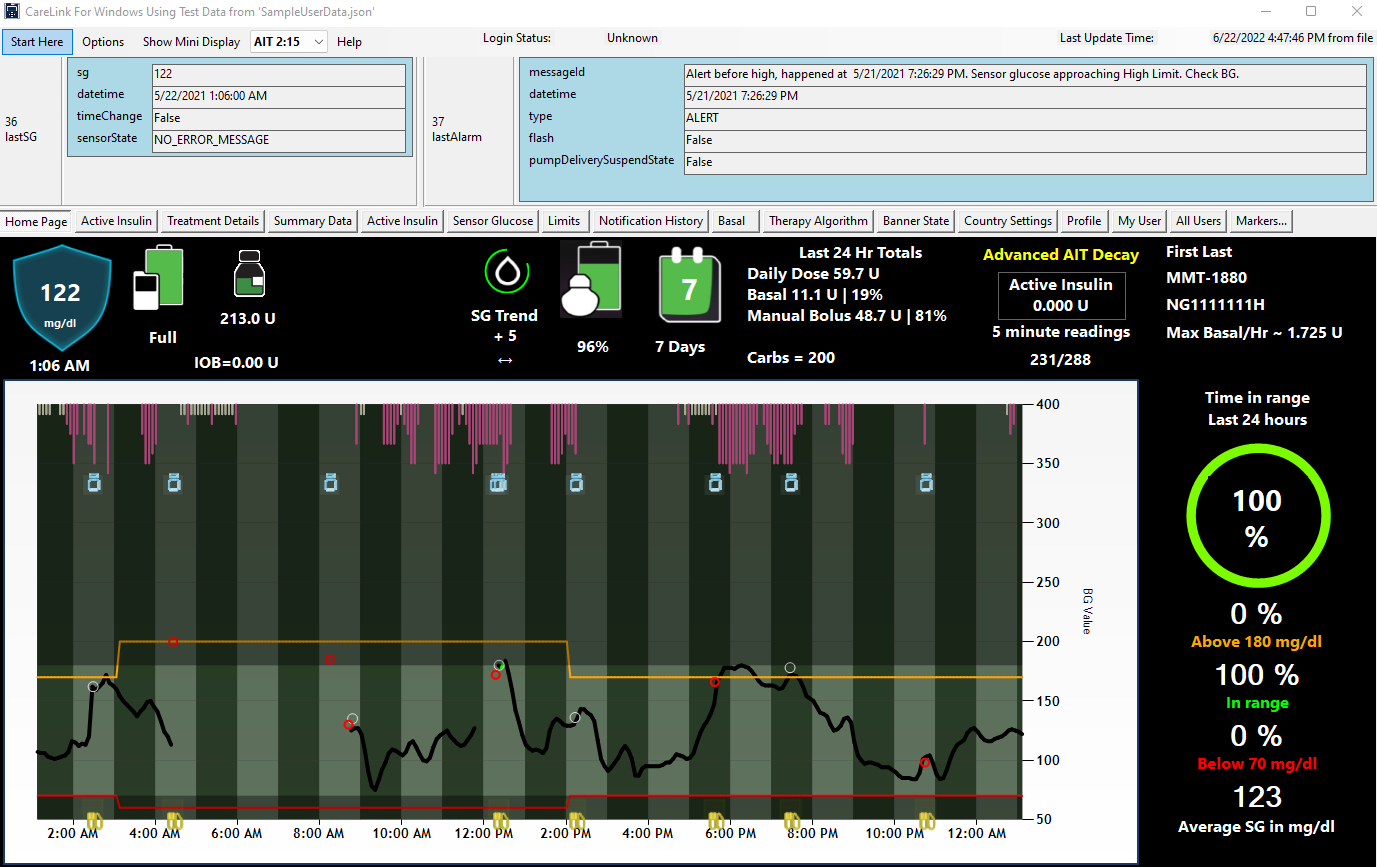 CareLink For Windows Using Test Data from 'SampleUserData.json'
Start Here Options Show Mini Display AIT 2:15 Help Login Status: Unknown Last Update Time: 6/22/2022 4:47:46 PM from file
36
lastSG
sg 122
datetime 5/22/2021 1:06:00 AM
timeChange False
sensorState NO_ERROR_MESSAGE
37
lastAlarm
messageId Alert before high, happened at 5/21/2021 7:26:29 PM. Sensor glucose approaching High Limit. Check BG.
datetime 5/21/2021 7:26:29 PM
type ALERT
flash False
pumpDeliverySuspendState False
Home Page Active Insulin Treatment Details Summary Data Active Insulin Sensor Glucose Limits Notification History Basal Therapy Algorithm Banner State Country Settings Profile My User All Users Markers...
122
mg/dl
1:06 AM
Full
213.0 U
IOB=0.00 U
SG Trend
+ 5
↔
96%
7
7 Days
Last 24 Hr Totals
Daily Dose 59.7 U
Basal 11.1 U | 19%
Manual Bolus 48.7 U | 81%
Carbs = 200
Advanced AIT Decay
Active Insulin
0.000 U
5 minute readings
231/288
First Last
MMT-1880
NG1111111H
Max Basal/Hr ~ 1.725 U
400
350
300
250
200
150
100
50
BG Value
2:00 AM 4:00 AM 6:00 AM 8:00 AM 10:00 AM 12:00 PM 2:00 PM 4:00 PM 6:00 PM 8:00 PM 10:00 PM 12:00 AM
Time in range
Last 24 hours
100
%
0 %
Above 180 mg/dl
100 %
In range
0 %
Below 70 mg/dl
123
Average SG in mg/dl